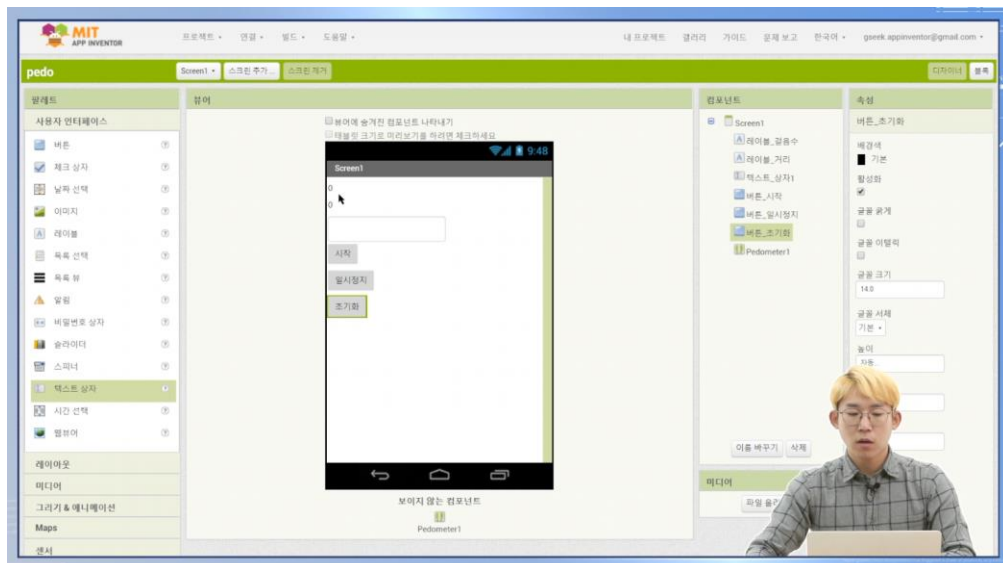 MIT
APP INVENTOR
프로젝트 연결 빌드 도움말
내 프로젝트 갤러리 가이드 문제 보고 한국어 gseek.appinventor@gmail.com
pedo
Screen1 스크린 추가 ... 스크린 제거
디자이너 블록
팔레트
사용자 인터페이스
버튼
체크 상자
날짜 선택
이미지
레이블
목록 선택
목록 뷰
알림
비밀번호 상자
슬라이더
스피너
텍스트 상자
시간 선택
웹뷰어
레이아웃
미디어
그리기 & 애니메이션
Maps
센서
뷰어
뷰어에 숨겨진 컴포넌트 나타내기
태블릿 크기로 미리보기를 하려면 체크하세요
9:48
Screen1
0
0
시작
일시정지
초기화
보이지 않는 컴포넌트
Pedometer1
컴포넌트
Screen1
레이블_걸음수
레이블_거리
텍스트_상자1
버튼_시작
버튼_일시정지
버튼_초기화
Pedometer1
이름 바꾸기 삭제
미디어
파일 올리
속성
버튼_초기화
배경색
기본
활성화
글꼴 굵게
글꼴 이탤릭
글꼴 크기
14.0
글꼴 서체
기본
높이
자동...